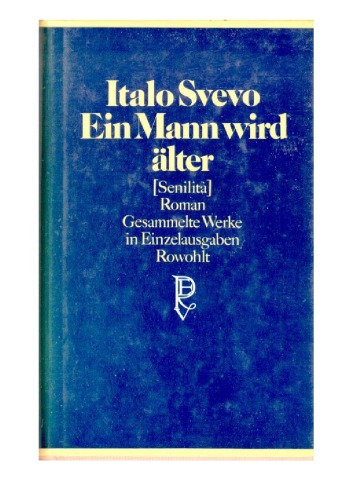 Italo Svevo
Ein Mann wird
älter
[Senilità]
Roman
Gesammelte Werke
in Einzelausgaben
Rowohlt